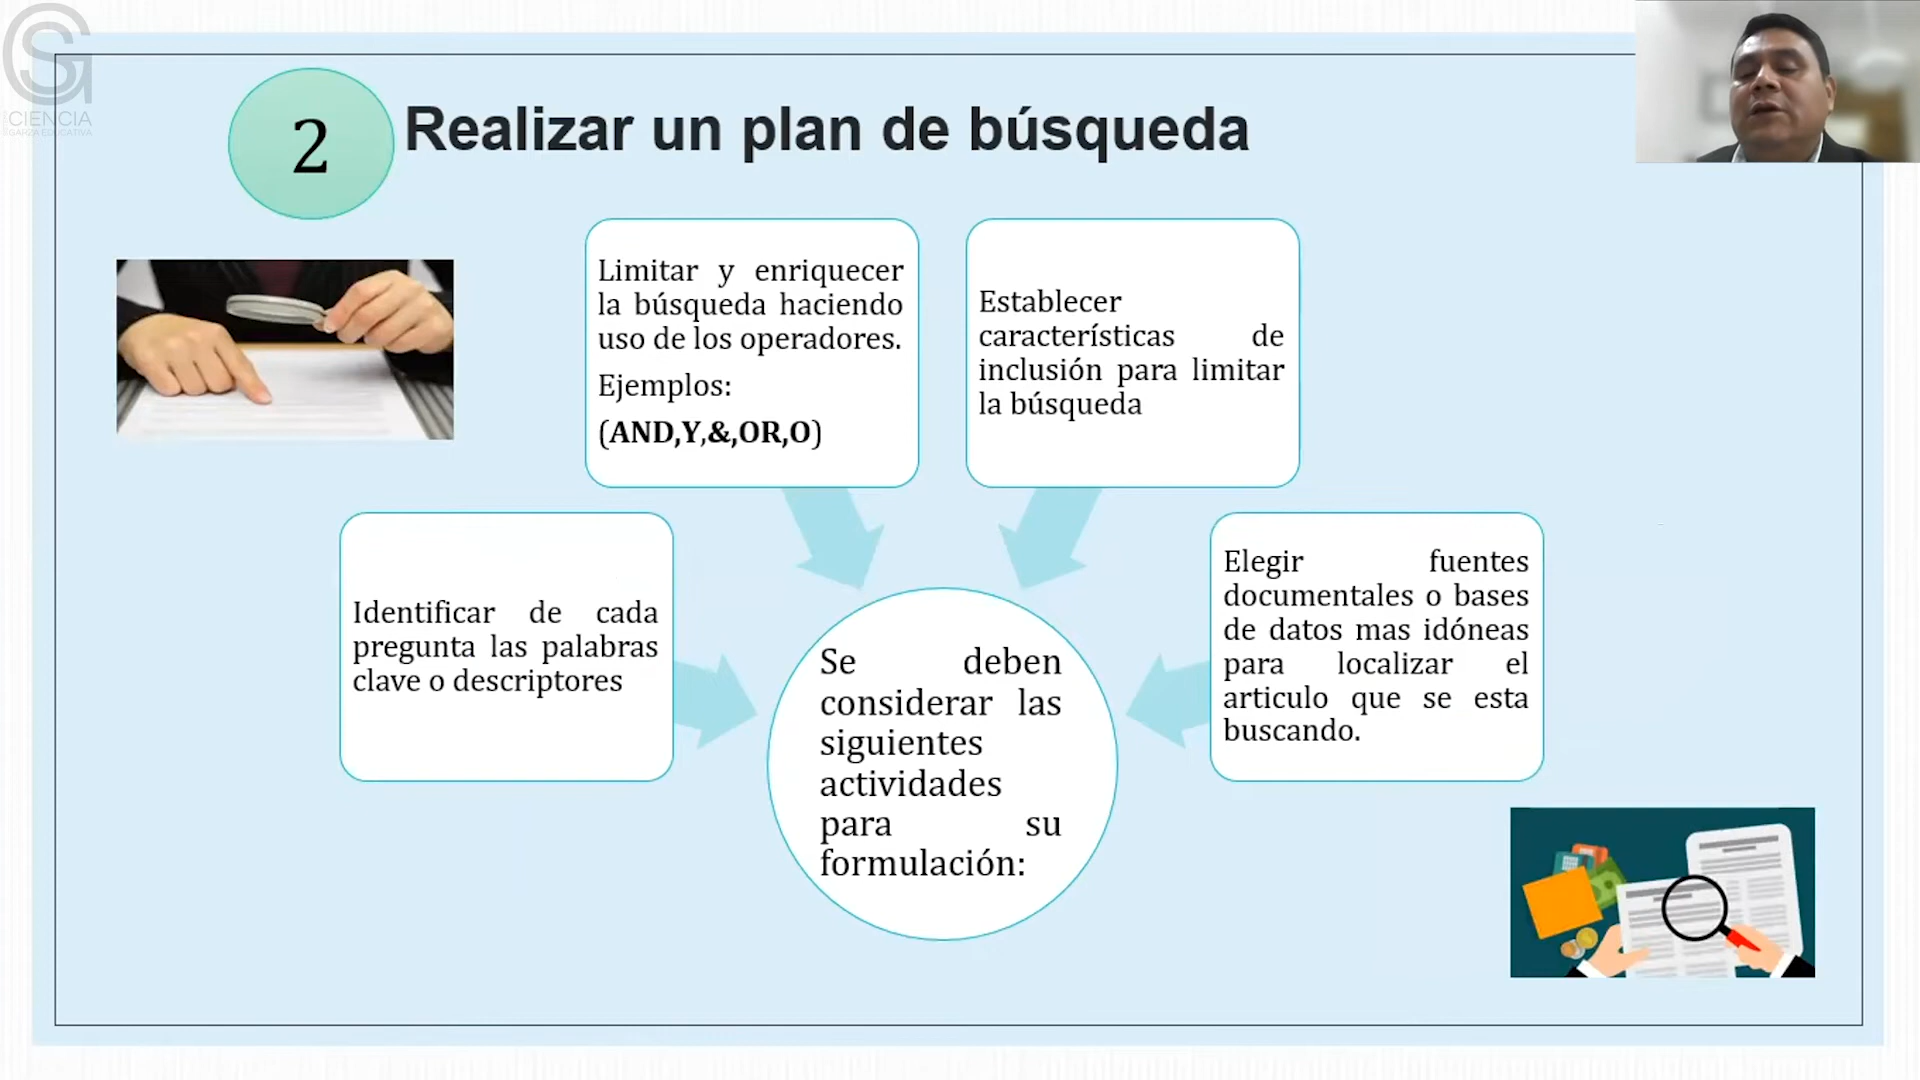 CIENCIA
2
Realizar un plan de búsqueda
Limitar y enriquecer
la búsqueda haciendo
uso de los operadores.
Ejemplos:
(AND,Y,&,OR,O)
Establecer
características de
inclusión para limitar
la búsqueda
Identificar de cada
pregunta las palabras
clave o descriptores
Elegir fuentes
documentales o bases
de datos mas idóneas
para localizar el
articulo que se esta
buscando.
Se deben
considerar las
siguientes
actividades
para su
formulación: